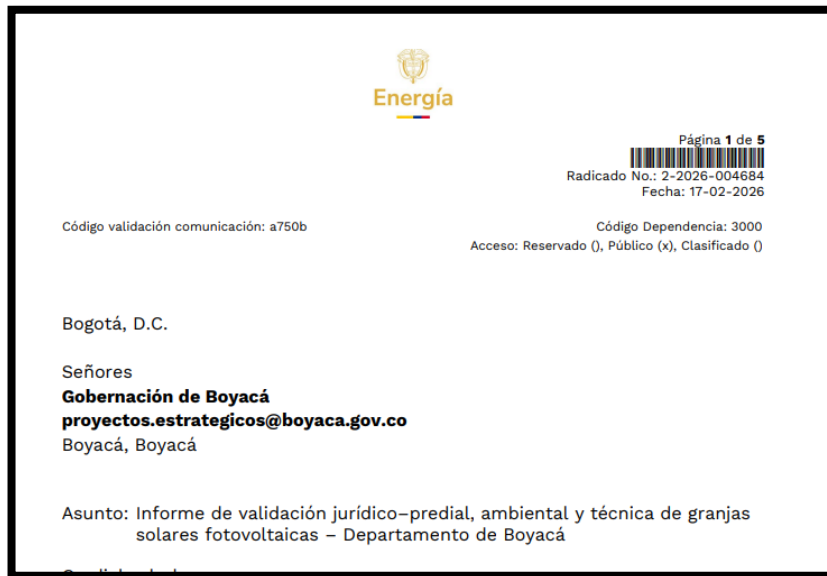 Energía
Página 1 de 5
Radicado No.: 2-2026-004684
Fecha: 17-02-2026
Código validación comunicación: a750b
Código Dependencia: 3000
Acceso: Reservado (), Público (x), Clasificado ()
Bogotá, D.C.
Señores
Gobernación de Boyacá
proyectos.estrategicos@boyaca.gov.co
Boyacá, Boyacá
Asunto: Informe de validación jurídico–predial, ambiental y técnica de granjas
solares fotovoltaicas – Departamento de Boyacá